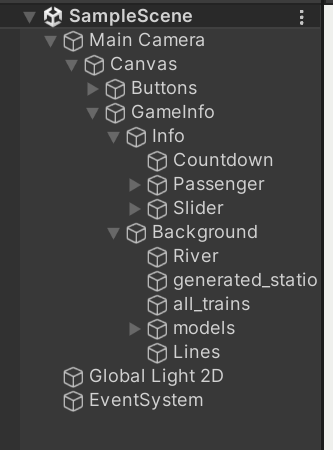 SampleScene
Main Camera
Canvas
Buttons
GameInfo
Info
Countdown
Passenger
Slider
Background
River
generated_statio
all_trains
models
Lines
Global Light 2D
EventSystem